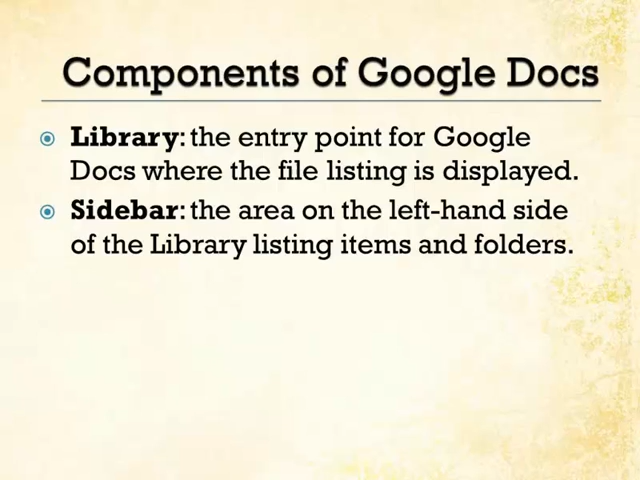 Components of Google Docs
Library: the entry point for Google
Docs where the file listing is displayed.
Sidebar: the area on the left-hand side
of the Library listing items and folders.